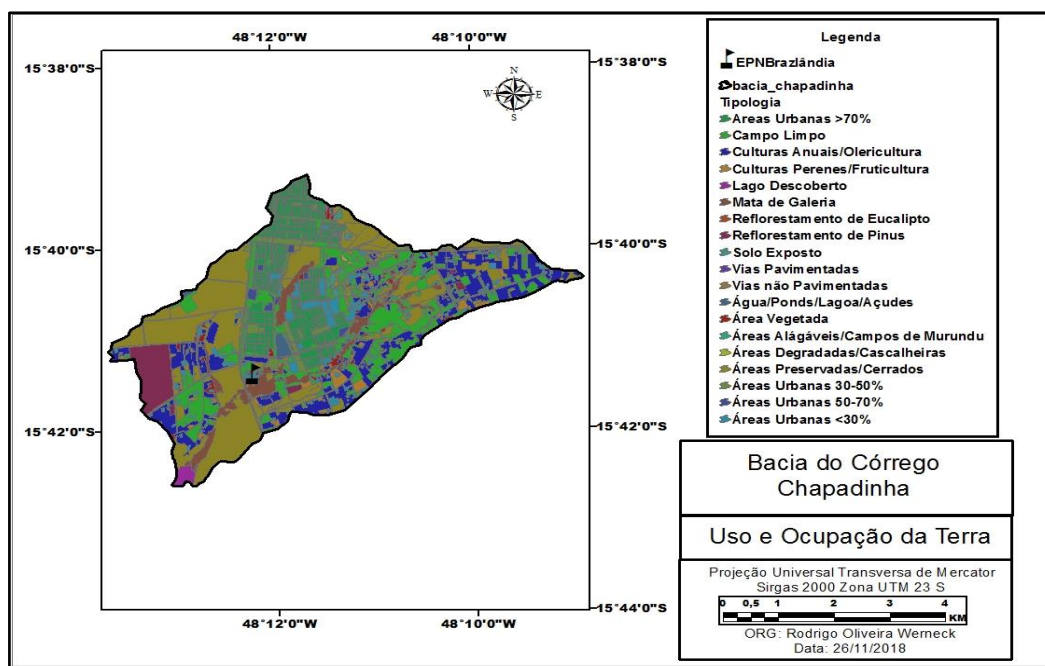 48°12'0"W 48°10'0"W
15°38'0"S 15°38'0"S
N
W E
S
15°40'0"S 15°40'0"S
15°42'0"S 15°42'0"S
15°44'0"S
48°12'0"W 48°10'0"W
Legenda
EPNBrazlândia
bacia_chapadinha
Tipologia
Áreas Urbanas >70%
Campo Limpo
Culturas Anuais/Olericultura
Culturas Perenes/Fruticultura
Lago Descoberto
Mata de Galeria
Reflorestamento de Eucalipto
Reflorestamento de Pinus
Solo Exposto
Vias Pavimentadas
Vias não Pavimentadas
Água/Ponds/Lagoa/Açudes
Área Vegetada
Áreas Alágáveis/Campos de Murundu
Áreas Degradadas/Cascalheiras
Áreas Preservadas/Cerrados
Áreas Urbanas 30-50%
Áreas Urbanas 50-70%
Áreas Urbanas <30%
Bacia do Córrego
Chapadinha
Uso e Ocupação da Terra
Projeção Universal Transversa de Mercator
Sirgas 2000 Zona UTM 23 S
0 0,5 1 2 3 4
KM
ORG: Rodrigo Oliveira Werneck
Data: 26/11/2018